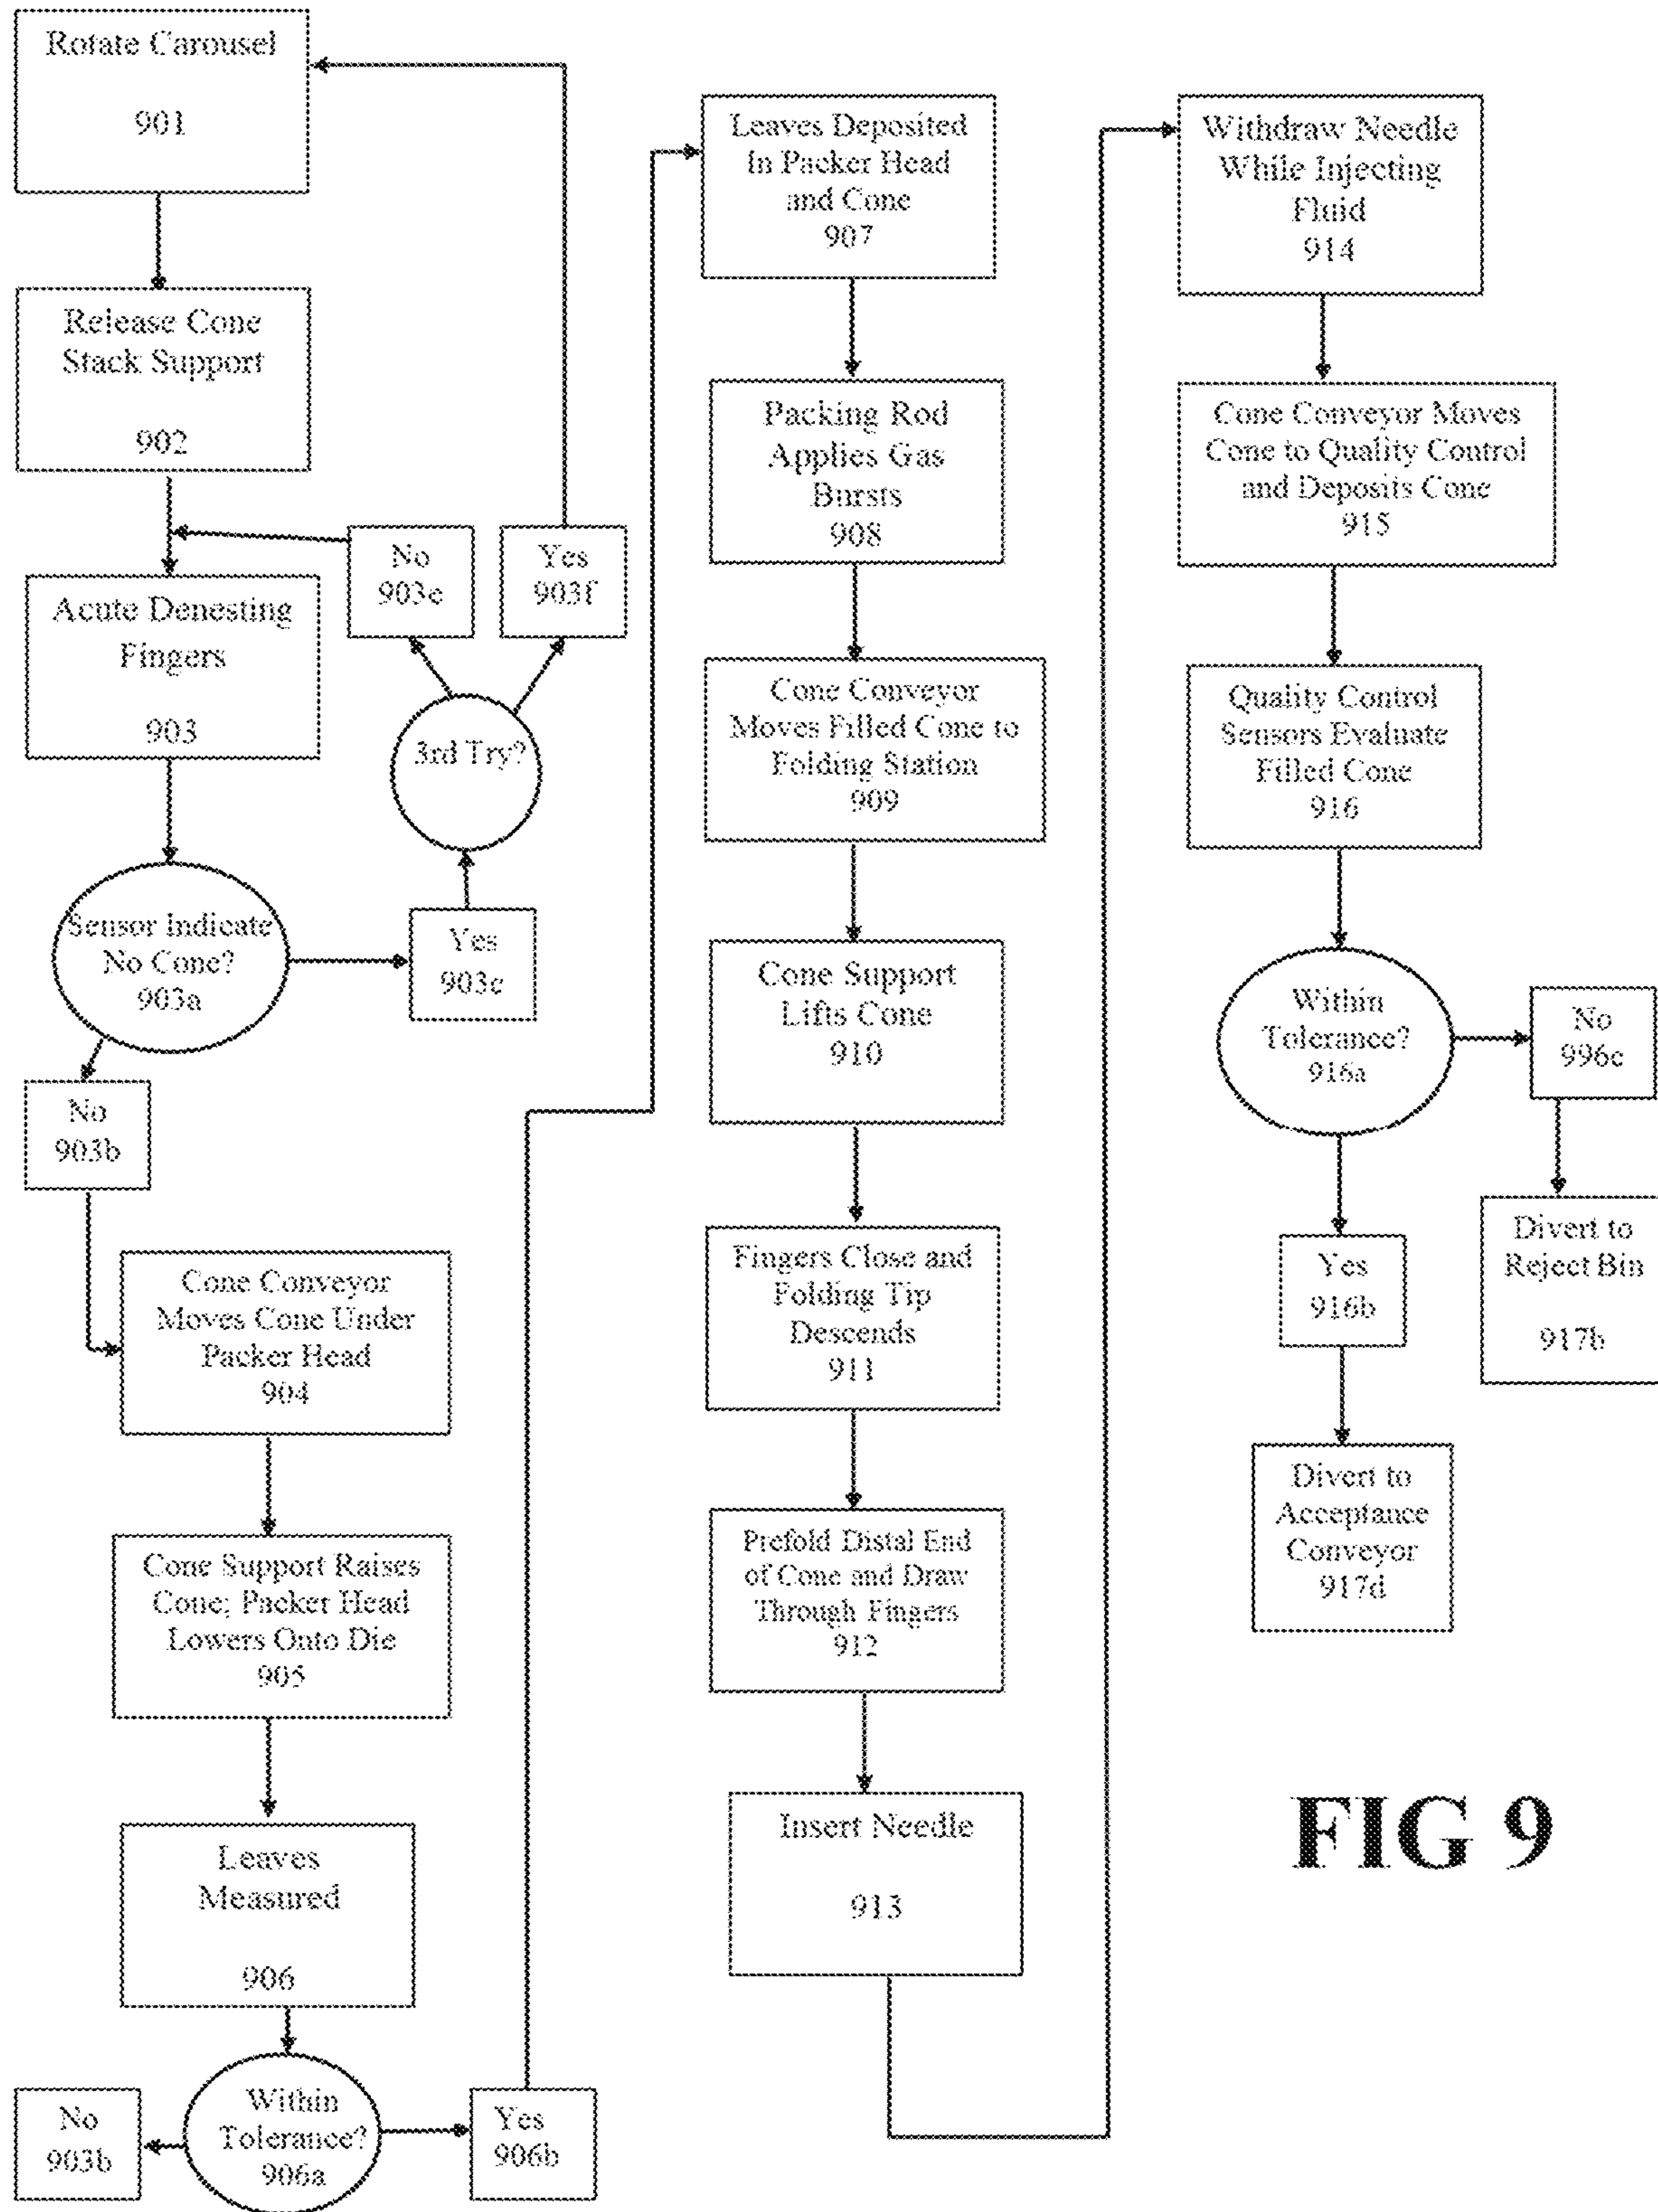 Rotate Carousel
901
Release Cone
Stack Support
902
No
903e
Yes
903f
Acute Denesting
Fingers
903
3rd Try?
Sensor Indicate
No Cone?
903a
Yes
903c
No
903b
Cone Conveyor
Moves Cone Under
Packer Head
904
Cone Support Raises
Cone; Packer Head
Lowers Onto Die
905
Leaves
Measured
906
Within
Tolerance?
906a
No
903b
Yes
906b
Leaves Deposited
In Packer Head
and Cone
907
Packing Rod
Applies Gas
Bursts
908
Cone Conveyor
Moves Filled Cone to
Folding Station
909
Cone Support
Lifts Cone
910
Fingers Close and
Folding Tip
Descends
911
Prefold Distal End
of Cone and Draw
Through Fingers
912
Insert Needle
913
Withdraw Needle
While Injecting
Fluid
914
Cone Conveyor Moves
Cone to Quality Control
and Deposits Cone
915
Quality Control
Sensors Evaluate
Filled Cone
916
Within
Tolerance?
916a
No
996c
Yes
916b
Divert to
Reject Bin
917b
Divert to
Acceptance
Conveyor
917d
FIG 9